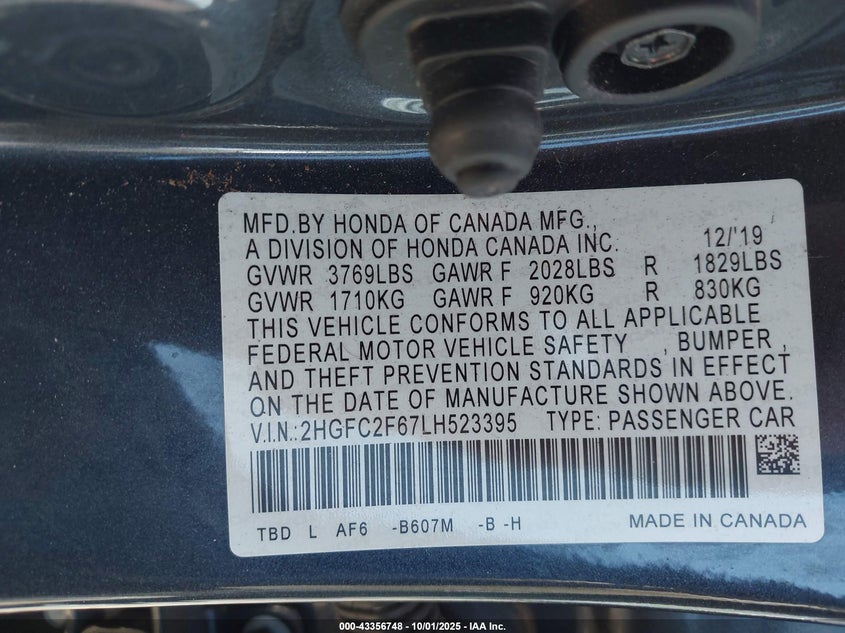 MFD.BY HONDA OF CANADA MFG.,
A DIVISION OF HONDA CANADA INC. 12/'19
GVWR 3769LBS GAWR F 2028LBS R 1829LBS
GVWR 1710KG GAWR F 920KG R 830KG
THIS VEHICLE CONFORMS TO ALL APPLICABLE
FEDERAL MOTOR VEHICLE SAFETY , BUMPER ,
AND THEFT PREVENTION STANDARDS IN EFFECT
ON THE DATE OF MANUFACTURE SHOWN ABOVE.
V.I.N.:2HGFC2F67LH523395 TYPE: PASSENGER CAR
TBD L AF6 -B607M -B -H MADE IN CANADA
000-43356748 - 10/01/2025 - IAA Inc.